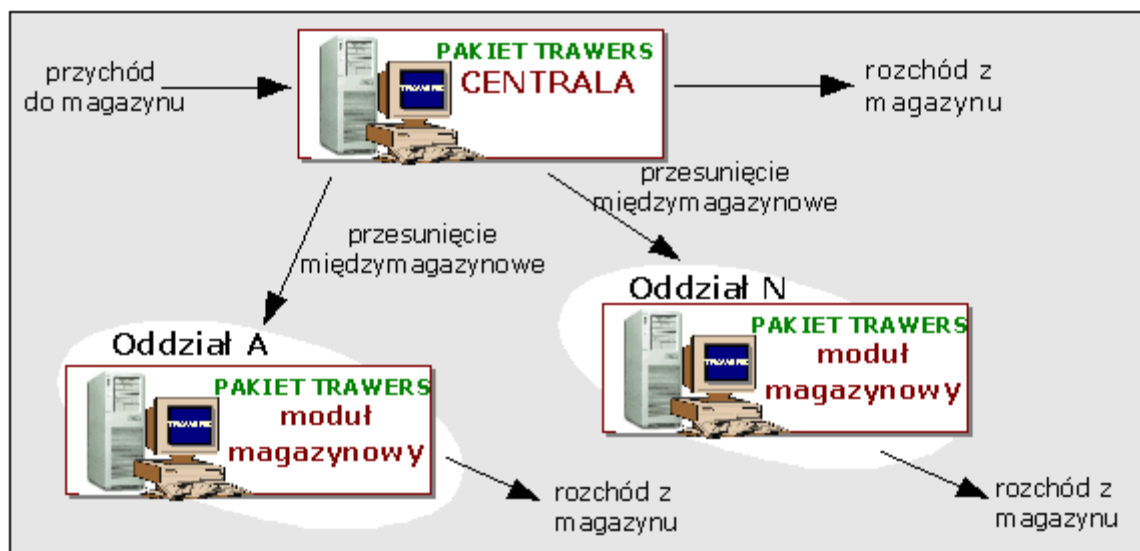 przychód
do magazynu
PAKIET TRAWERS
CENTRALA
rozchód z
magazynu
przesunięcie
międzymagazynowe
przesunięcie
międzymagazynowe
Oddział A
PAKIET TRAWERS
moduł
magazynowy
rozchód z
magazynu
Oddział N
PAKIET TRAWERS
moduł
magazynowy
rozchód z
magazynu